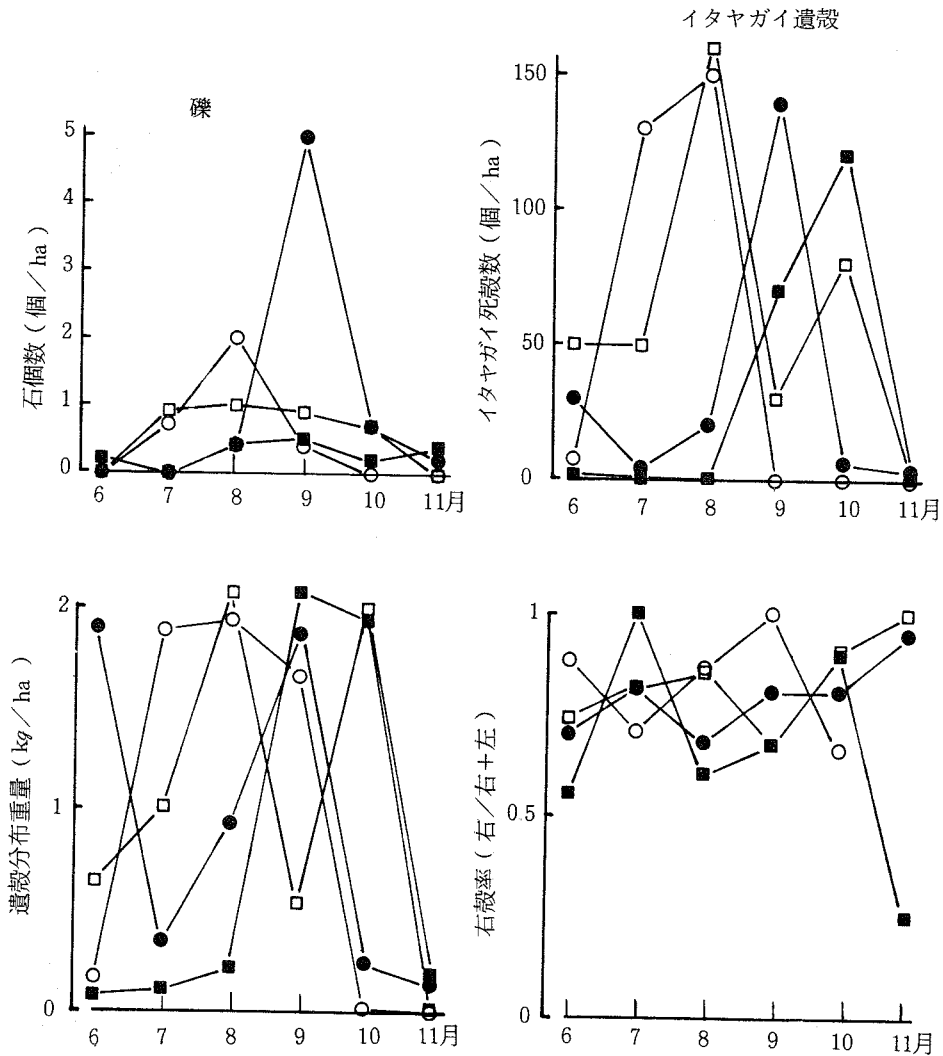 礫
石個数(個/ha)
5
4
3
2
1
0
6 7 8 9 10 11月
イタヤガイ遺殻
イタヤガイ死殻数(個/ha)
150
100
50
0
6 7 8 9 10 11月
遺殻分布重量(kg/ha)
2
1
0
6 7 8 9 10 11月
右殻率(右/右+左)
1
0.5
0
6 7 8 9 10 11月